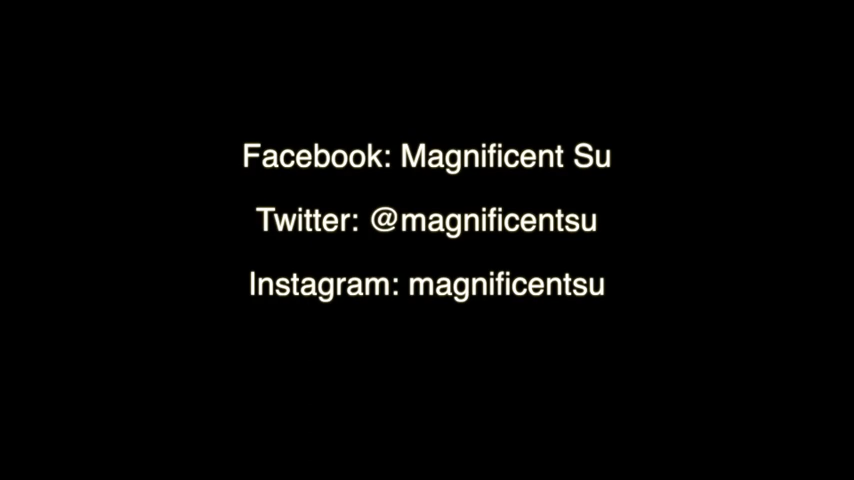 Facebook: Magnificent Su
Twitter: @magnificentsu
Instagram: magnificentsu